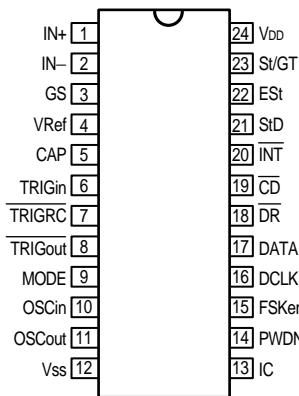 IN+ 1
IN− 2
GS 3
VRef 4
CAP 5
TRIGin 6
TRIGRC 7
TRIGout 8
MODE 9
OSCin 10
OSCout 11
Vss 12
24 VDD
23 St/GT
22 ESt
21 StD
20 INT
19 CD
18 DR
17 DATA
16 DCLK
15 FSKen
14 PWDN
13 IC